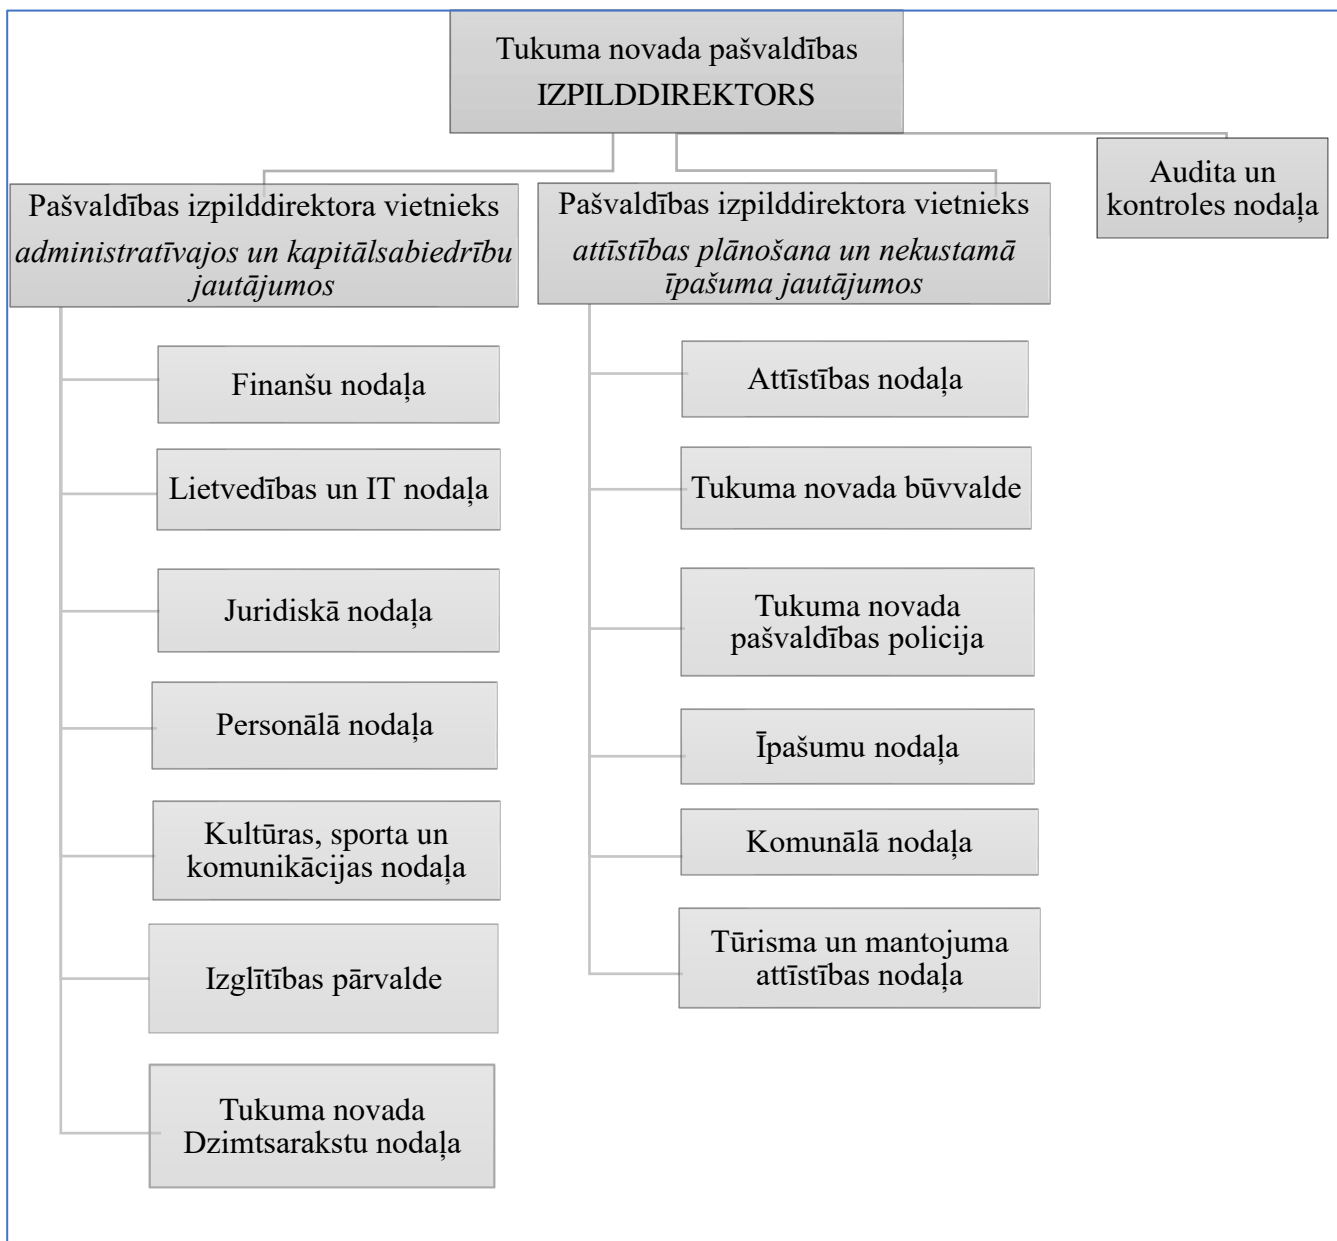 Tukuma novada pašvaldības
IZPILDDIREKTORS
Audita un
kontroles nodaļa
Pašvaldības izpilddirektora vietnieks
administratīvajos un kapitālsabiedrību
jautājumos
Pašvaldības izpilddirektora vietnieks
attīstības plānošana un nekustamā
īpašuma jautājumos
Finanšu nodaļa
Lietvedības un IT nodaļa
Juridiskā nodaļa
Personālā nodaļa
Kultūras, sporta un
komunikācijas nodaļa
Izglītības pārvalde
Tukuma novada
Dzimtsarakstu nodaļa
Attīstības nodaļa
Tukuma novada būvvalde
Tukuma novada
pašvaldības policija
Īpašumu nodaļa
Komunālā nodaļa
Tūrisma un mantojuma
attīstības nodaļa